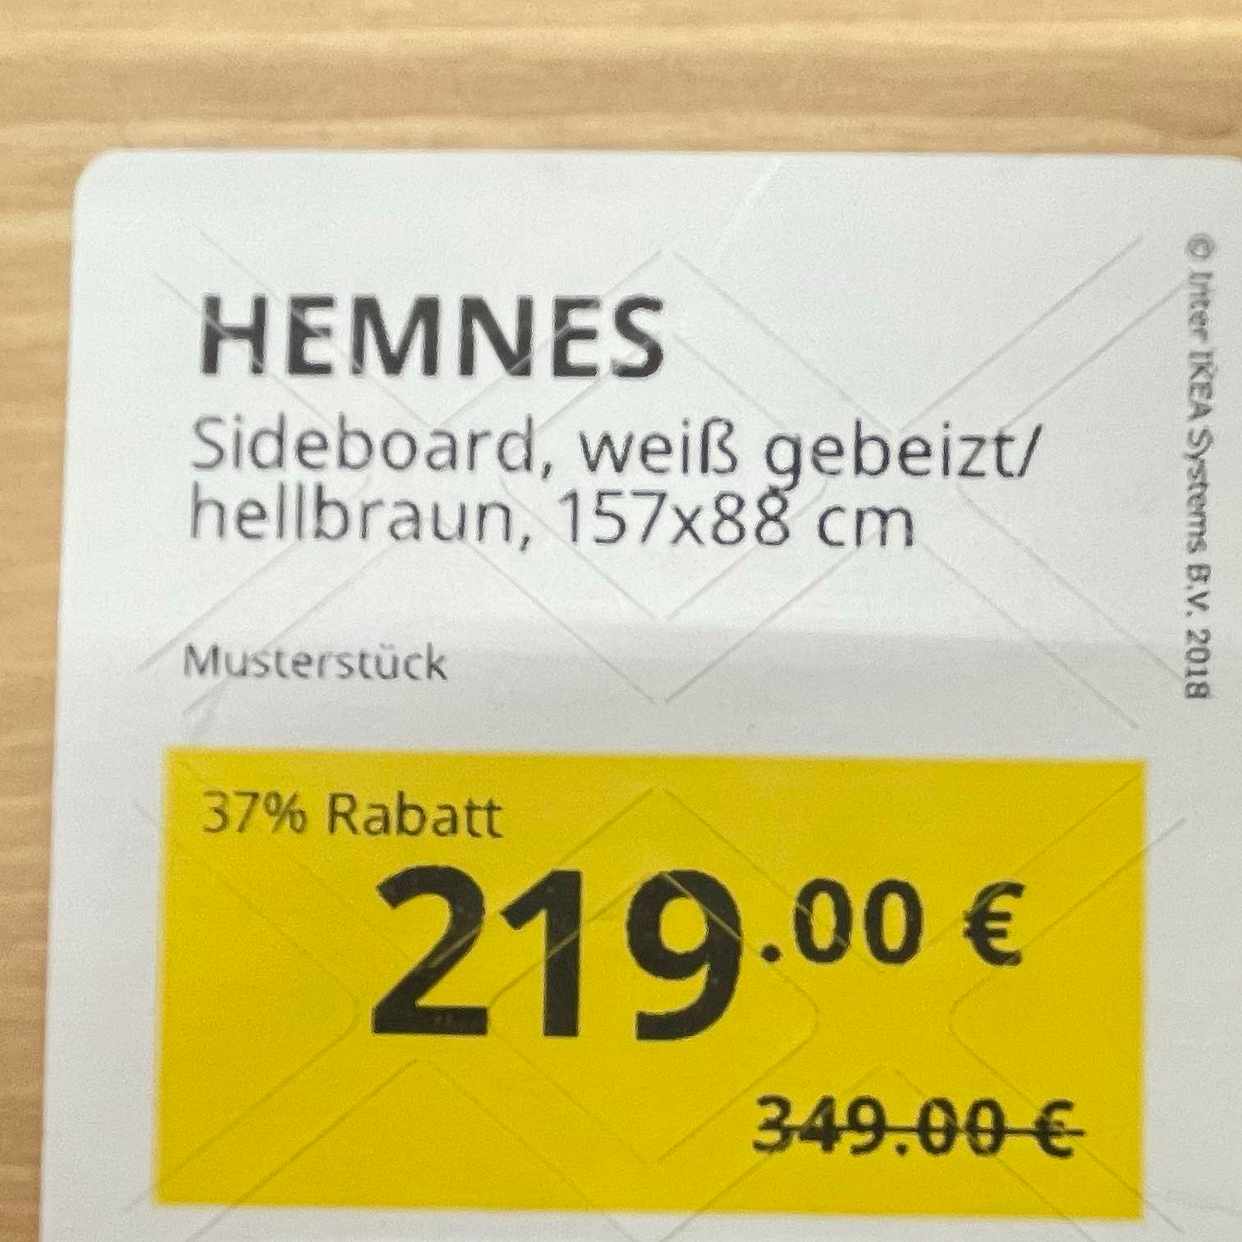 HEMNES
Sideboard, weiß gebeizt/
hellbraun, 157x88 cm
Musterstück
37% Rabatt
219.00 €
349.00 €
© Inter IKEA Systems B.V. 2018